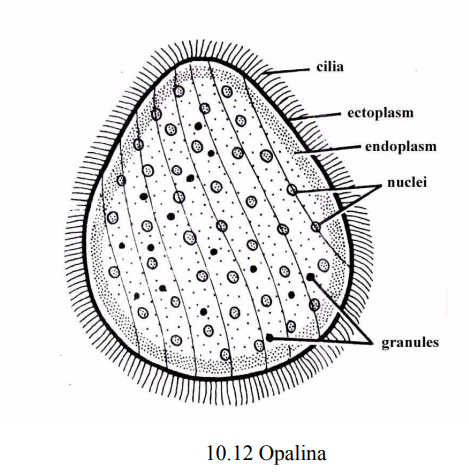 cilia
ectoplasm
endoplasm
nuclei
granules
10.12 Opalina